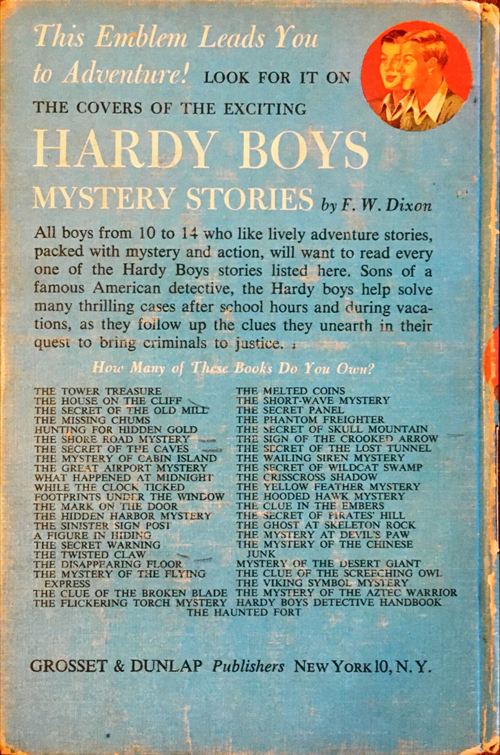 This Emblem Leads You
to Adventure! LOOK FOR IT ON
THE COVERS OF THE EXCITING
HARDY BOYS
MYSTERY STORIES by F. W. Dixon
All boys from 10 to 14 who like lively adventure stories,
packed with mystery and action, will want to read every
one of the Hardy Boys stories listed here. Sons of a
famous American detective, the Hardy boys help solve
many thrilling cases after school hours and during vaca-
tions, as they follow up the clues they unearth in their
quest to bring criminals to justice.
How Many of These Books Do You Own?
THE TOWER TREASURE
THE HOUSE ON THE CLIFF
THE SECRET OF THE OLD MILL
THE MISSING CHUMS
HUNTING FOR HIDDEN GOLD
THE SHORE ROAD MYSTERY
THE SECRET OF THE CAVES
THE MYSTERY OF CABIN ISLAND
THE GREAT AIRPORT MYSTERY
WHAT HAPPENED AT MIDNIGHT
WHILE THE CLOCK TICKED
FOOTPRINTS UNDER THE WINDOW
THE MARK ON THE DOOR
THE HIDDEN HARBOR MYSTERY
THE SINISTER SIGN POST
A FIGURE IN HIDING
THE SECRET WARNING
THE TWISTED CLAW
THE DISAPPEARING FLOOR
THE MYSTERY OF THE FLYING
EXPRESS
THE CLUE OF THE BROKEN BLADE
THE FLICKERING TORCH MYSTERY
THE MELTED COINS
THE SHORT-WAVE MYSTERY
THE SECRET PANEL
THE PHANTOM FREIGHTER
THE SECRET OF SKULL MOUNTAIN
THE SIGN OF THE CROOKED ARROW
THE SECRET OF THE LOST TUNNEL
THE WAILING SIREN MYSTERY
THE SECRET OF WILDCAT SWAMP
THE CRISSCROSS SHADOW
THE YELLOW FEATHER MYSTERY
THE HOODED HAWK MYSTERY
THE CLUE IN THE EMBERS
THE SECRET OF PIRATES' HILL
THE GHOST AT SKELETON ROCK
THE MYSTERY AT DEVIL'S PAW
THE MYSTERY OF THE CHINESE
JUNK
MYSTERY OF THE DESERT GIANT
THE CLUE OF THE SCREECHING OWL
THE VIKING SYMBOL MYSTERY
THE MYSTERY OF THE AZTEC WARRIOR
HARDY BOYS DETECTIVE HANDBOOK
THE HAUNTED FORT
GROSSET & DUNLAP Publishers NEW YORK 10, N. Y.